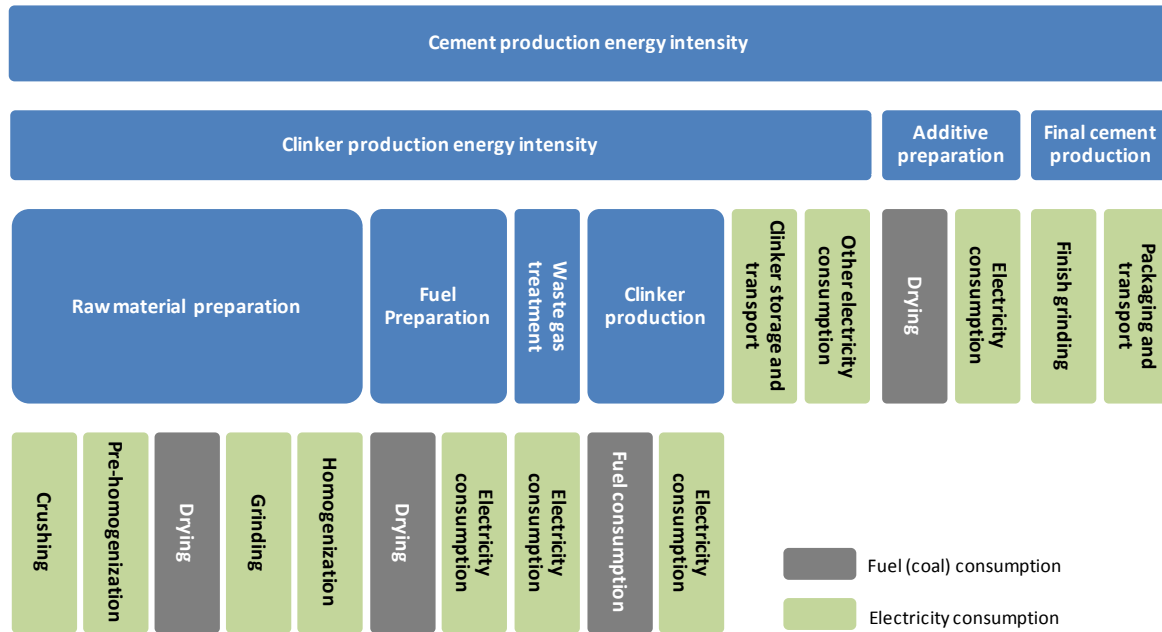 Cement production energy intensity
Clinker production energy intensity
Additive
preparation
Final cement
production
Raw material preparation
Fuel
Preparation
Waste gas
treatment
Clinker
production
Clinker storage and
transport
Other electricity
consumption
Drying
Electricity
consumption
Finish grinding
Packaging and
transport
Crushing
Pre-homogenization
Drying
Grinding
Homogenization
Drying
Electricity
consumption
Electricity
consumption
Fuel consumption
Electricity
consumption
Fuel (coal) consumption
Electricity consumption